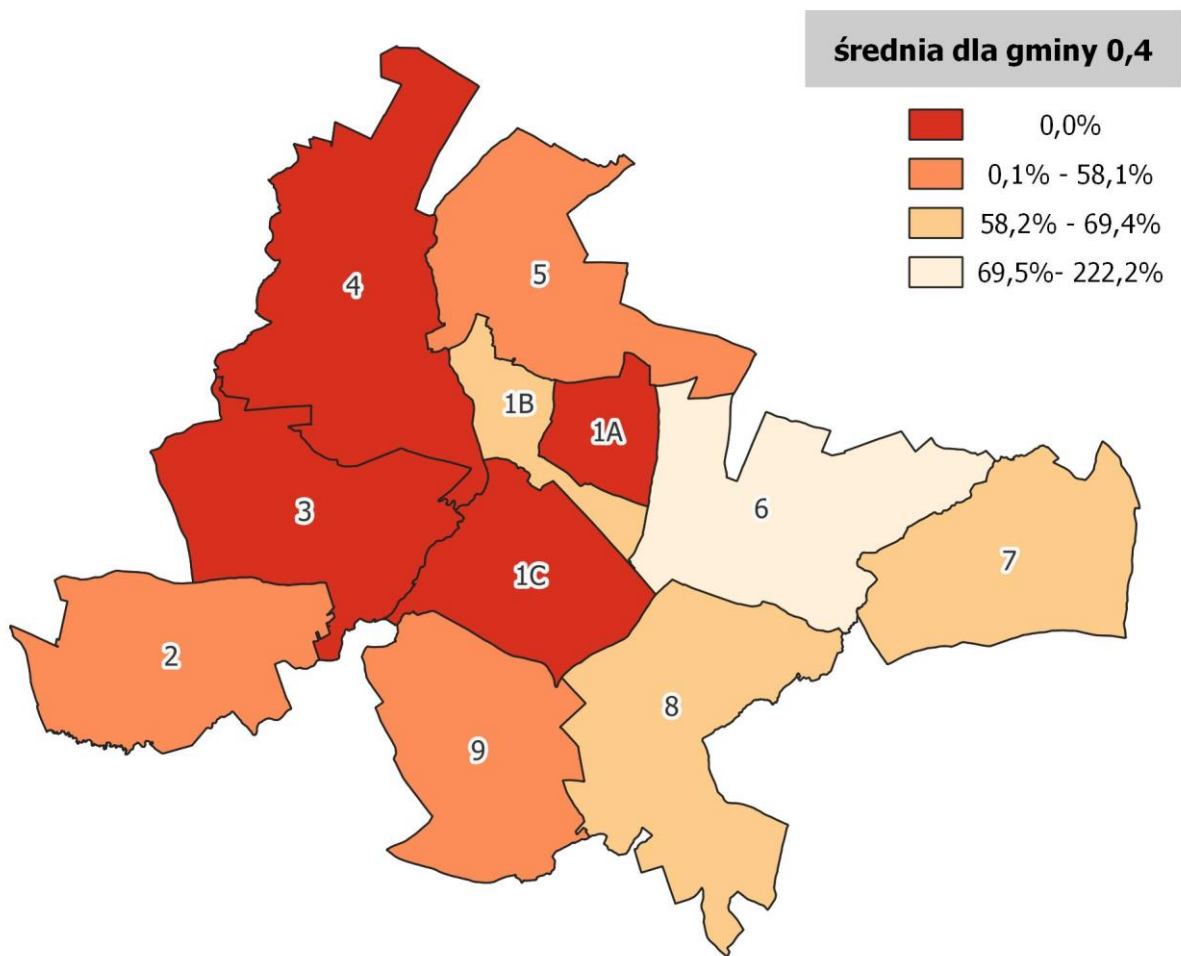 średnia dla gminy 0,4
0,0%
0,1% - 58,1%
58,2% - 69,4%
69,5%- 222,2%
4
5
1B
1A
3
6
7
1C
2
8
9